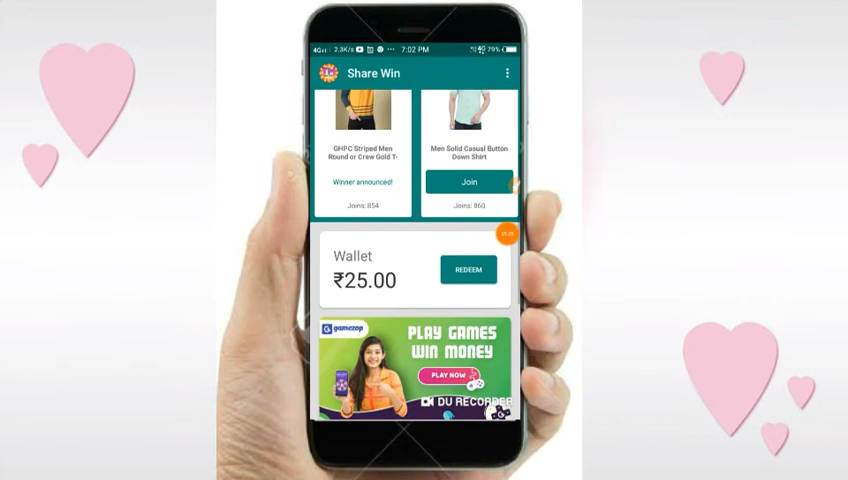 4G 2.3K/s 7:02 PM 4G 79%
Share Win
GHPC Striped Men
Round or Crew Gold T-
Winner announced!
Joins: 854
Men Solid Casual Button
Down Shirt
Join
Joins: 860
Wallet
₹25.00
REDEEM
gamezop
PLAY GAMES
WIN MONEY
PLAY NOW
DU RECORDER